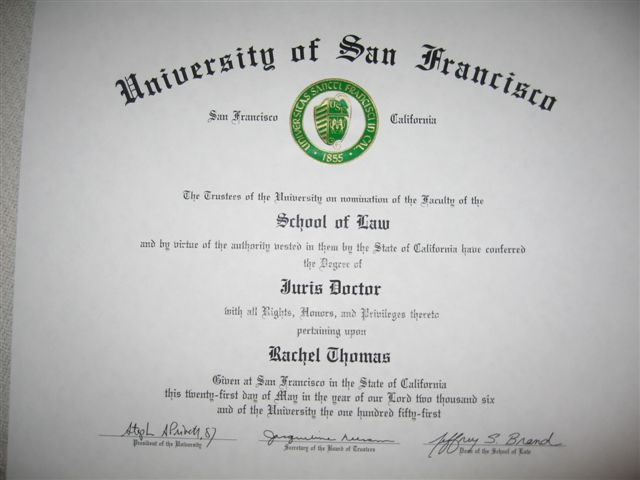 University of San Francisco
San Francisco
California
UNIVERSITAS SANCTI FRANCISCI IN CAL.
1855
The Trustees of the University on nomination of the Faculty of the
School of Law
and by virtue of the authority vested in them by the State of California have conferred
the Degree of
Juris Doctor
with all Rights, Honors, and Privileges thereto
pertaining upon
Rachel Thomas
Given at San Francisco in the State of California
this twenty-first day of May in the year of our Lord two thousand six
and of the University the one hundred fifty-first
Jeffrey S. Brand
President of the University
Secretary of the Board of Trustees
Dean of the School of Law